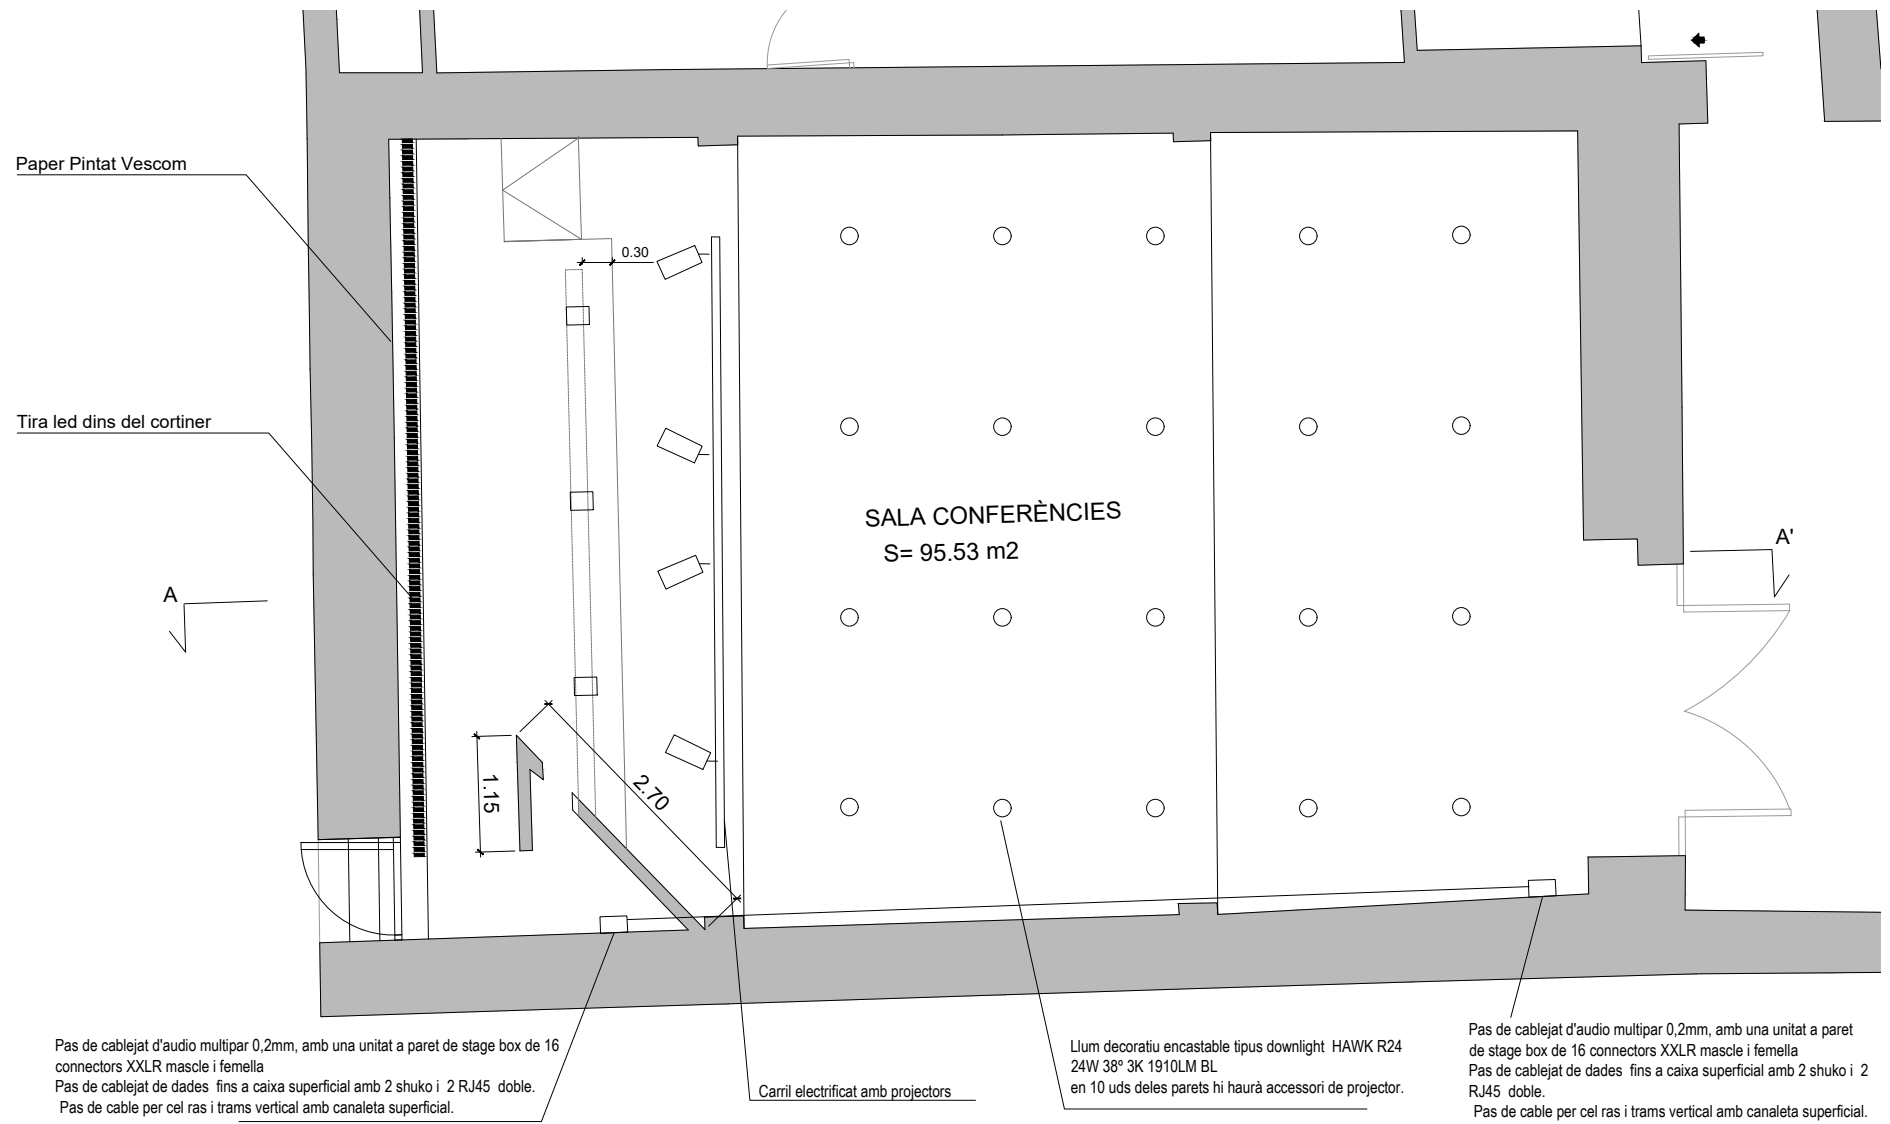 Paper Pintat Vescom
0.30
Tira led dins del cortiner
SALA CONFERÈNCIES
S= 95.53 m2
A
A'
1.15
2.70
Pas de cablejat d'audio multipar 0,2mm, amb una unitat a paret de stage box de 16
connectors XXLR mascle i femella
Pas de cablejat de dades fins a caixa superficial amb 2 shuko i 2 RJ45 doble.
Pas de cable per cel ras i trams vertical amb canaleta superficial.
Carril electrificat amb projectors
Llum decoratiu encastable tipus downlight HAWK R24
24W 38º 3K 1910LM BL
en 10 uds deles parets hi haurà accessori de projector.
Pas de cablejat d'audio multipar 0,2mm, amb una unitat a paret
de stage box de 16 connectors XXLR mascle i femella
Pas de cablejat de dades fins a caixa superficial amb 2 shuko i 2
RJ45 doble.
Pas de cable per cel ras i trams vertical amb canaleta superficial.